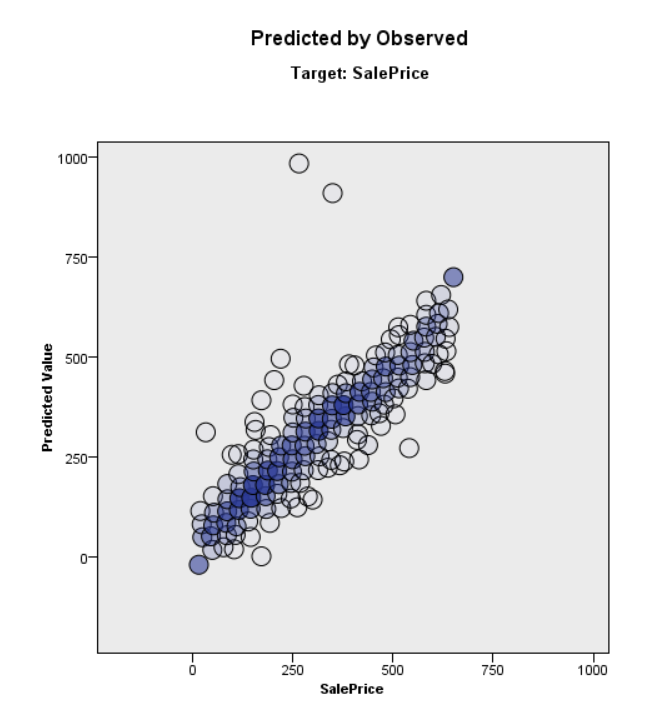 Predicted by Observed
Target: SalePrice
1000
750
500
250
0
Predicted Value
0 250 500 750 1000
SalePrice